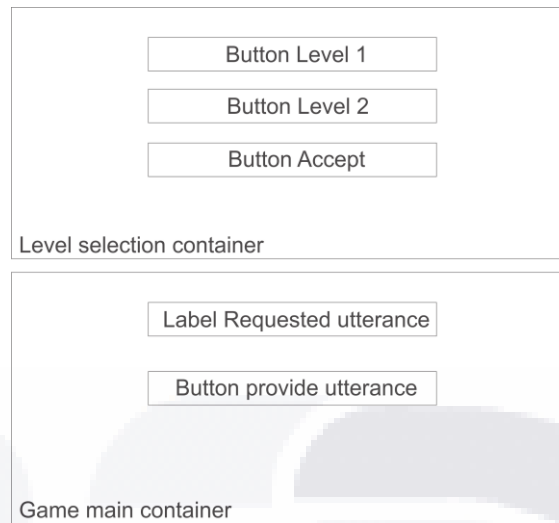 Button Level 1
Button Level 2
Button Accept
Level selection container
Label Requested utterance
Button provide utterance
Game main container